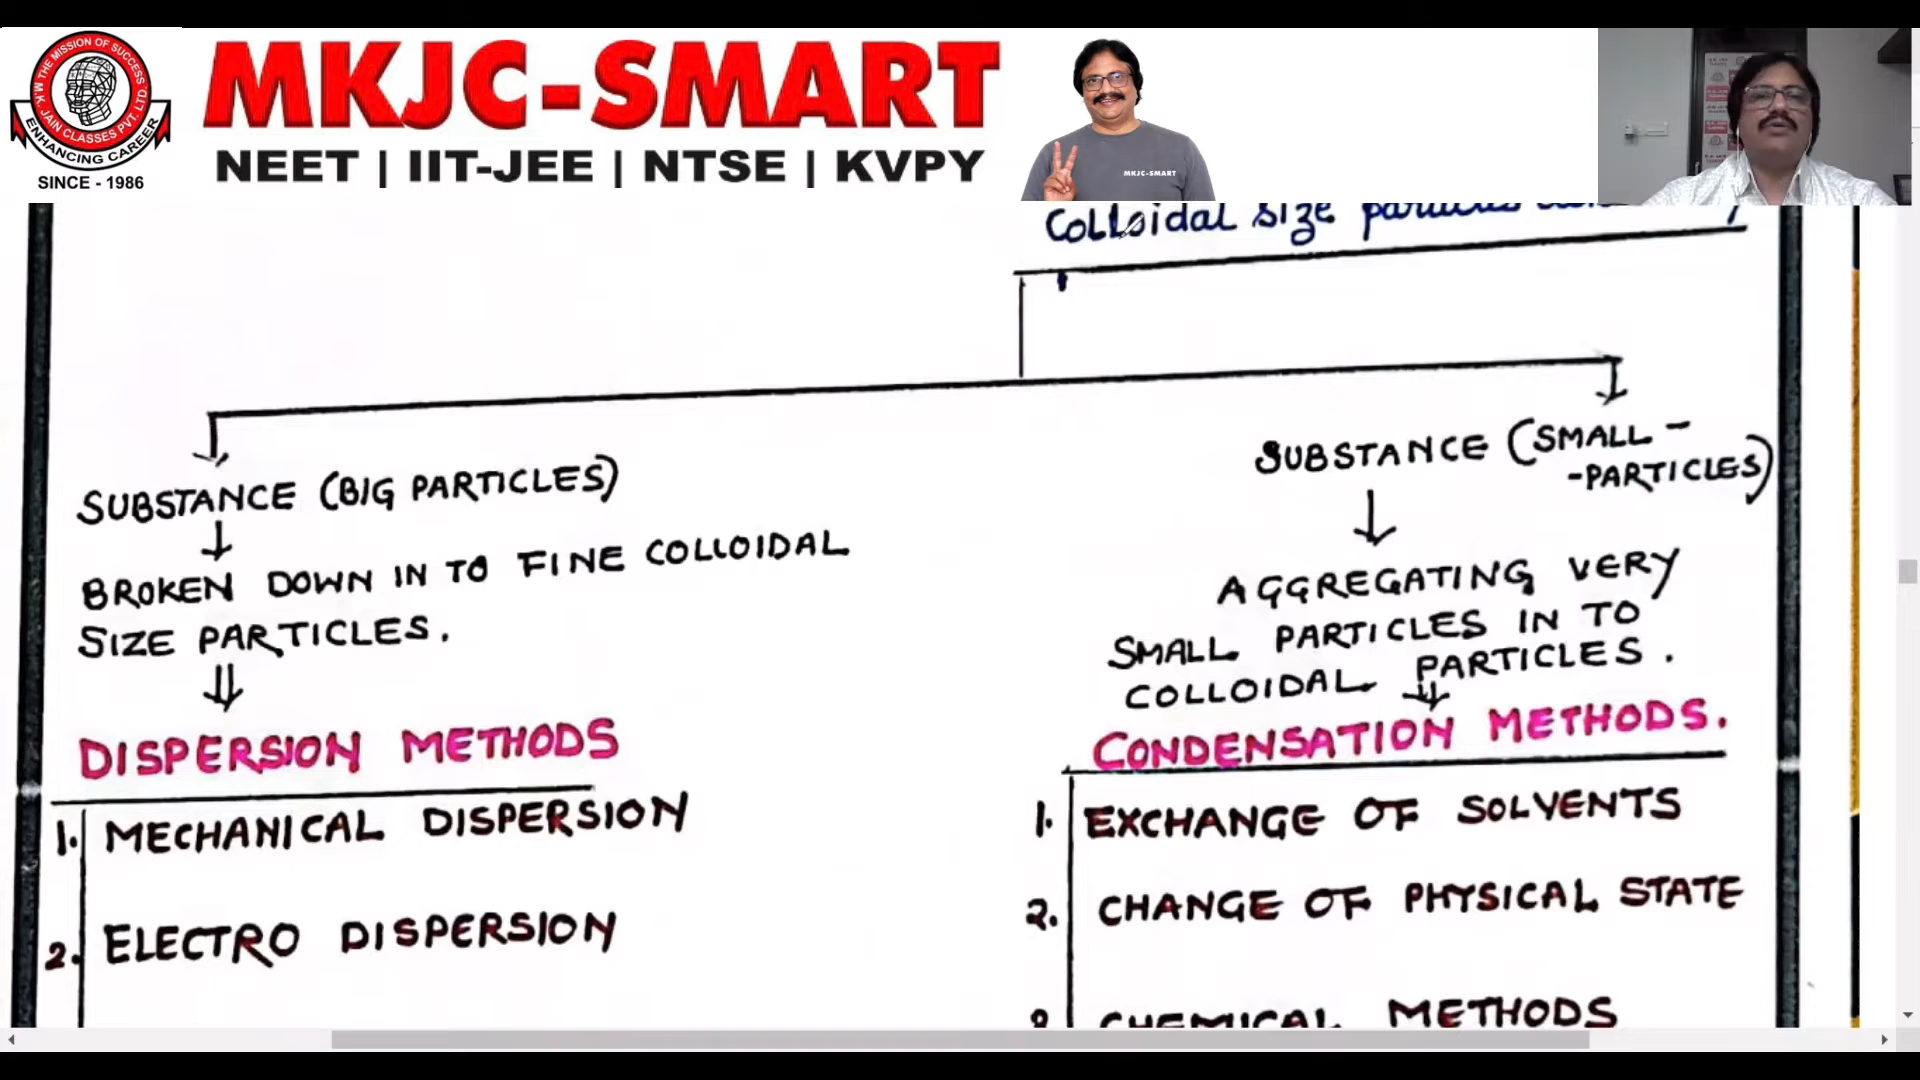 THE MISSION OF SUCCESS
M.K. JAIN CLASSES PVT. LTD.
ENHANCING CAREER
SINCE - 1986
MKJC-SMART
NEET | IIT-JEE | NTSE | KVPY
MKJC-SMART
Colloidal size
SUBSTANCE (BIG PARTICLES)
BROKEN DOWN IN TO FINE COLLOIDAL
SIZE PARTICLES.
DISPERSION METHODS
1. MECHANICAL DISPERSION
2. ELECTRO DISPERSION
SUBSTANCE (SMALL-
-PARTICLES)
AGGREGATING VERY
SMALL PARTICLES IN TO
COLLOIDAL PARTICLES.
CONDENSATION METHODS.
1. EXCHANGE OF SOLVENTS
2. CHANGE OF PHYSICAL STATE
CHEMICAL METHODS